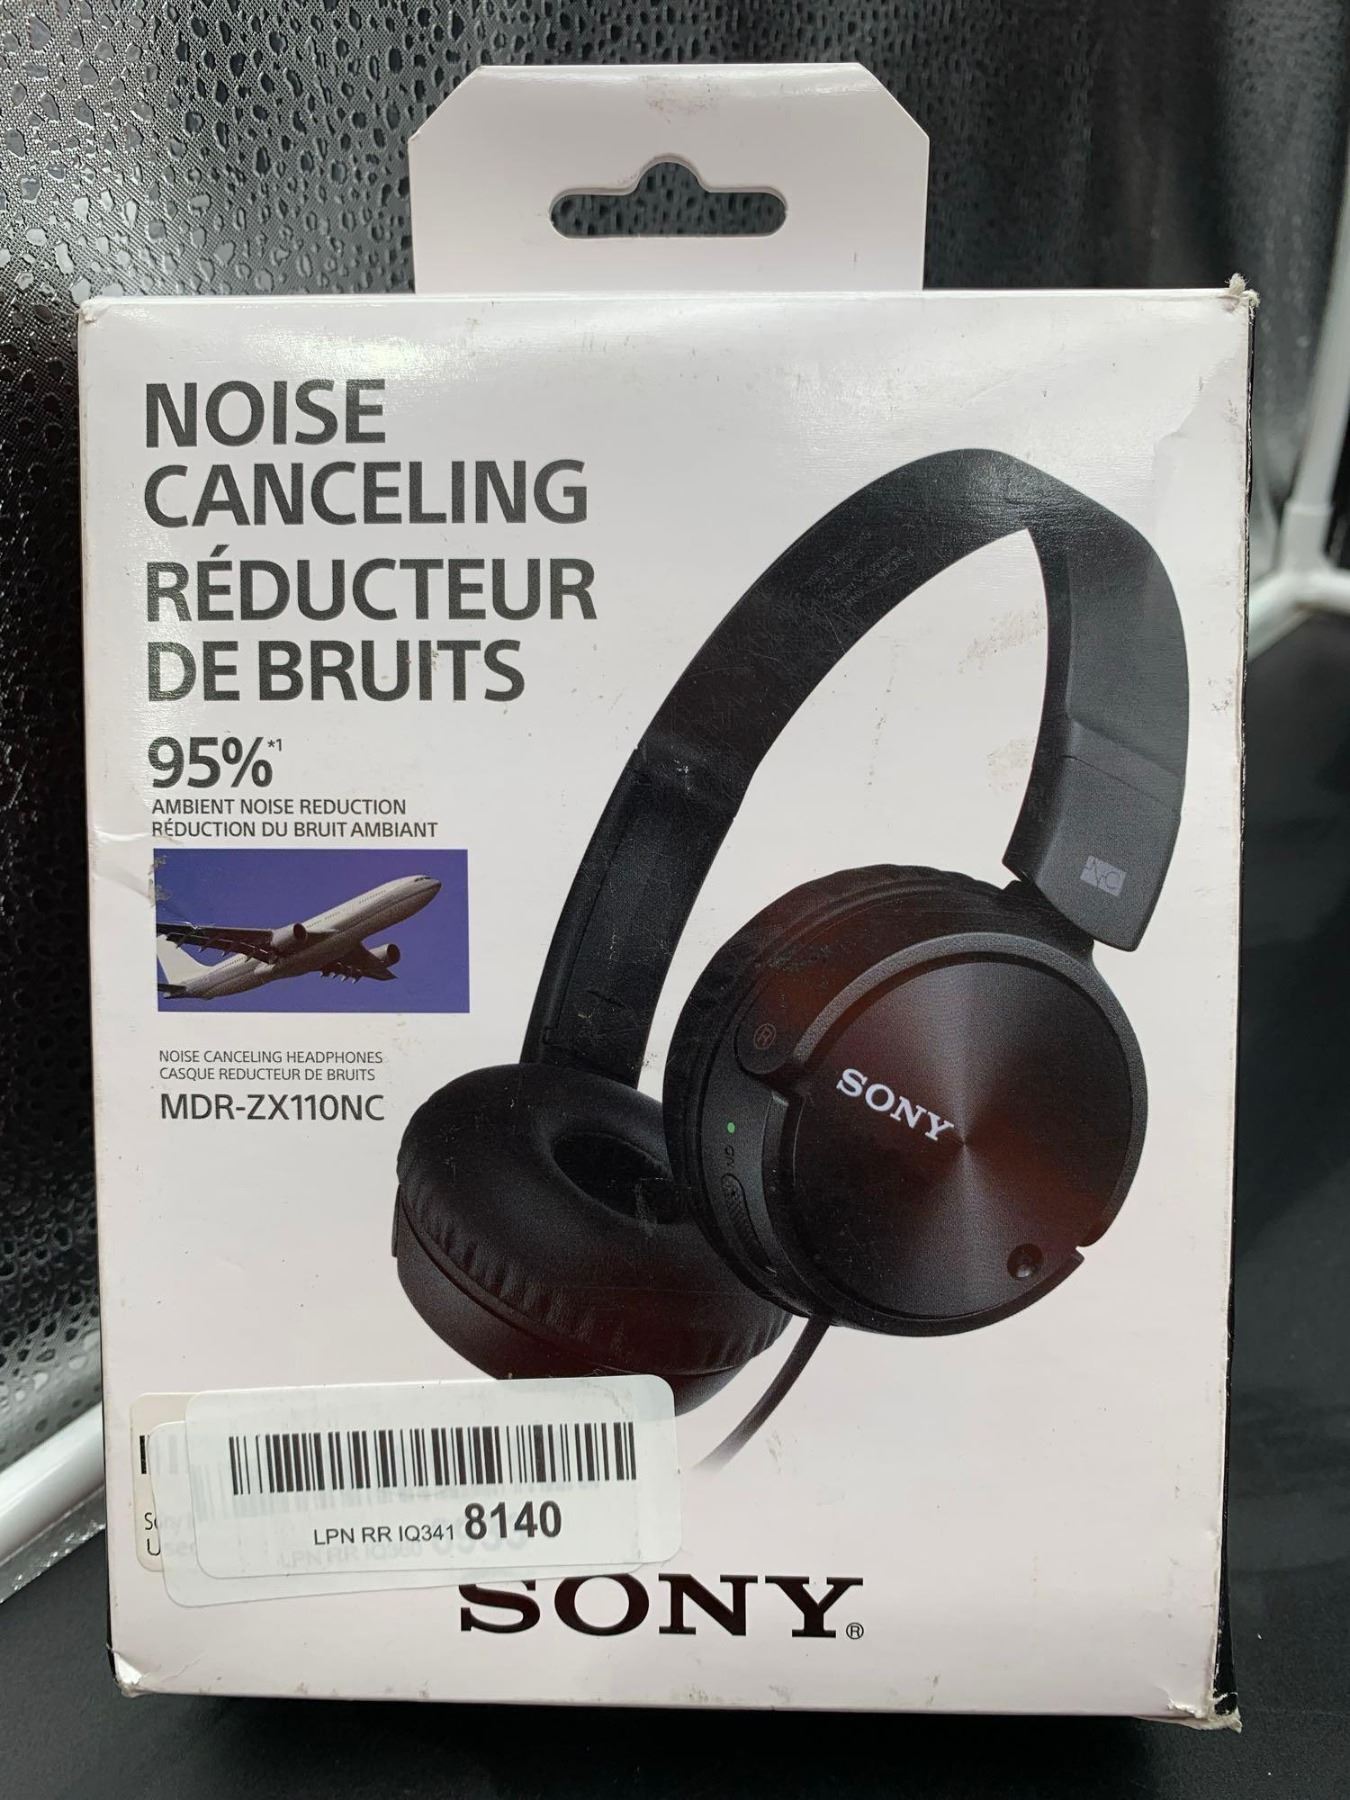 NOISE
CANCELING
RÉDUCTEUR
DE BRUITS
95%*1
AMBIENT NOISE REDUCTION
RÉDUCTION DU BRUIT AMBIANT
NOISE CANCELING HEADPHONES
CASQUE REDUCTEUR DE BRUITS
MDR-ZX110NC
NC
R
SONY
LPN RR IQ341 8140
SONY®